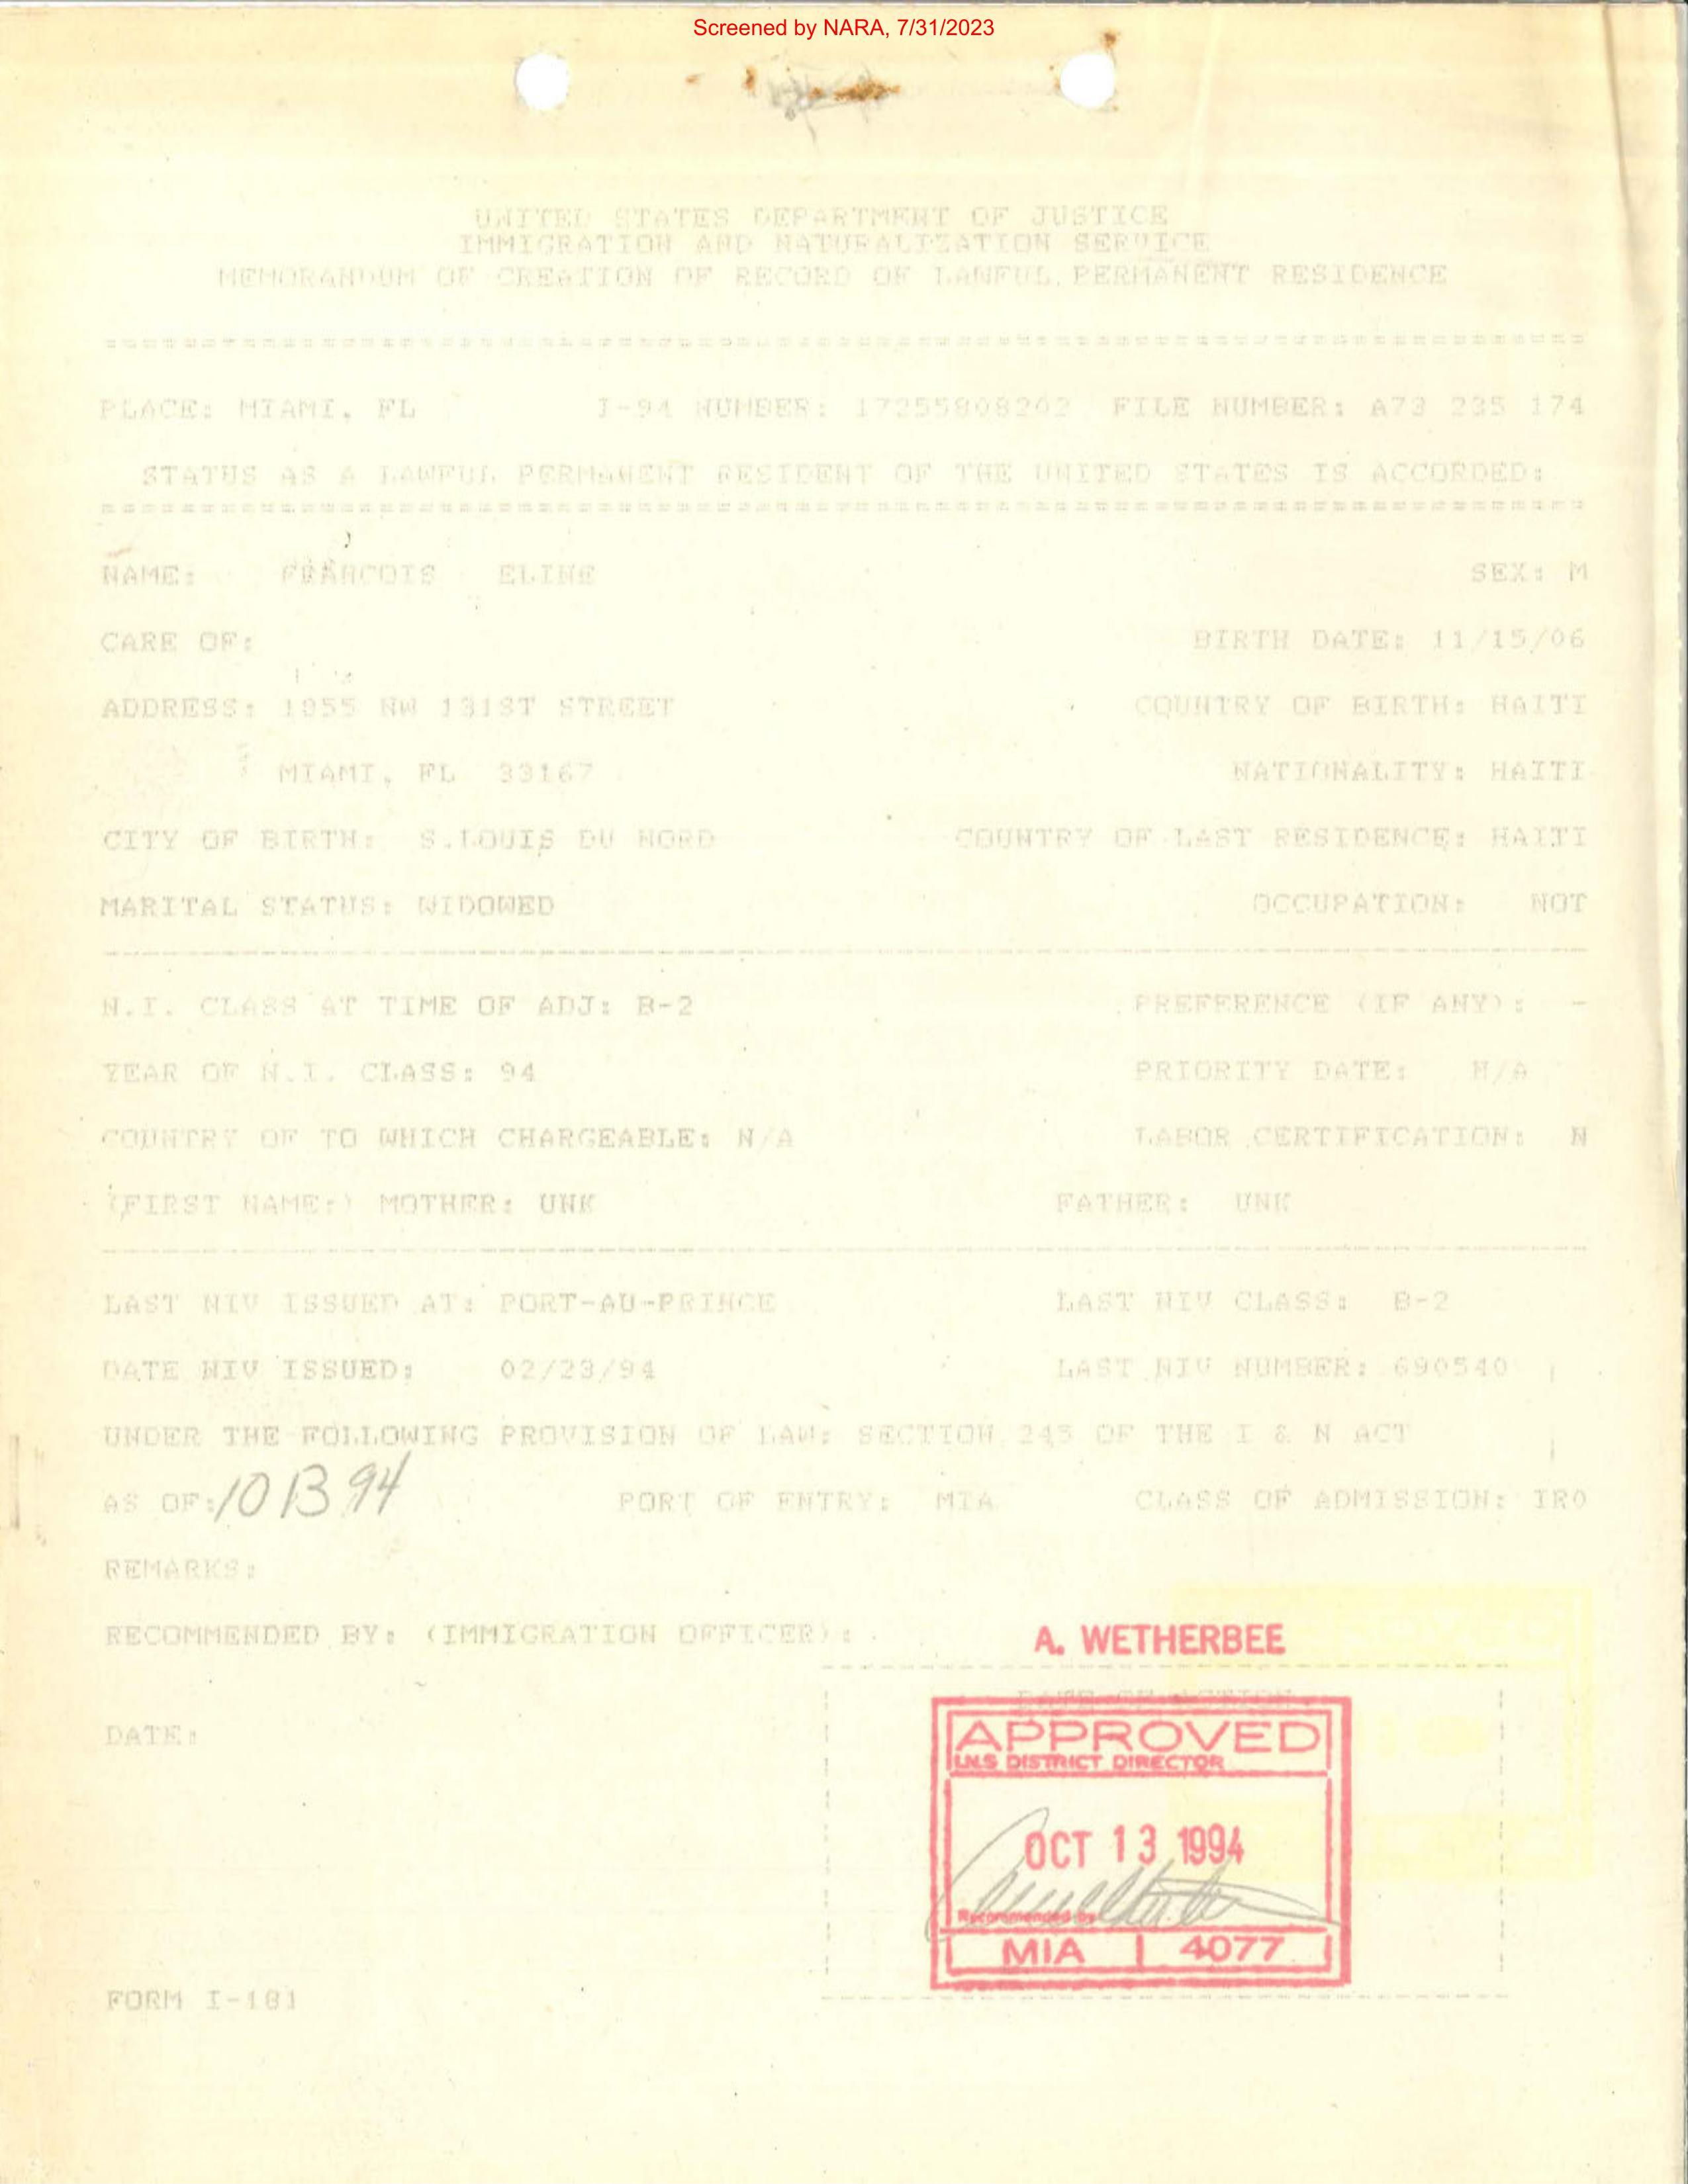 Screened by NARA, 7/31/2023
UNITED STATES DEPARTMENT OF JUSTICE
IMMIGRATION AND NATURALIZATION SERVICE
MEMORANDUM OF CREATION OF RECORD OF LAWFUL PERMANENT RESIDENCE
PLACE: MIAMI, FL I-94 NUMBER: 17255808202 FILE NUMBER: A73 235 174
STATUS AS A LAWFUL PERMANENT RESIDENT OF THE UNITED STATES IS ACCORDED:
NAME: FRANCOIS ELINE SEX: M
CARE OF: BIRTH DATE: 11/15/06
ADDRESS: 1055 NW 131ST STREET COUNTRY OF BIRTH: HAITI
MIAMI, FL 33167 NATIONALITY: HAITI
CITY OF BIRTH: S.LOUIS DU NORD COUNTRY OF LAST RESIDENCE: HAITI
MARITAL STATUS: WIDOWED OCCUPATION: NOT
N.I. CLASS AT TIME OF ADJ: B-2 PREFERENCE (IF ANY): -
YEAR OF N.I. CLASS: 94 PRIORITY DATE: N/A
COUNTRY OF TO WHICH CHARGEABLE: N/A LABOR CERTIFICATION: N
(FIRST NAME:) MOTHER: UNK FATHER: UNK
LAST NIV ISSUED AT: PORT-AU-PRINCE LAST NIV CLASS: B-2
DATE NIV ISSUED: 02/23/94 LAST NIV NUMBER: 690540
UNDER THE FOLLOWING PROVISION OF LAW: SECTION 245 OF THE I & N ACT
AS OF: 10 13 94 PORT OF ENTRY: MIA CLASS OF ADMISSION: IR0
REMARKS:
RECOMMENDED BY: (IMMIGRATION OFFICER): A. WETHERBEE
DATE OF ACTION
DATE:
APPROVED
I.N.S DISTRICT DIRECTOR
OCT 13 1994
Recommended by
MIA 4077
FORM I-181